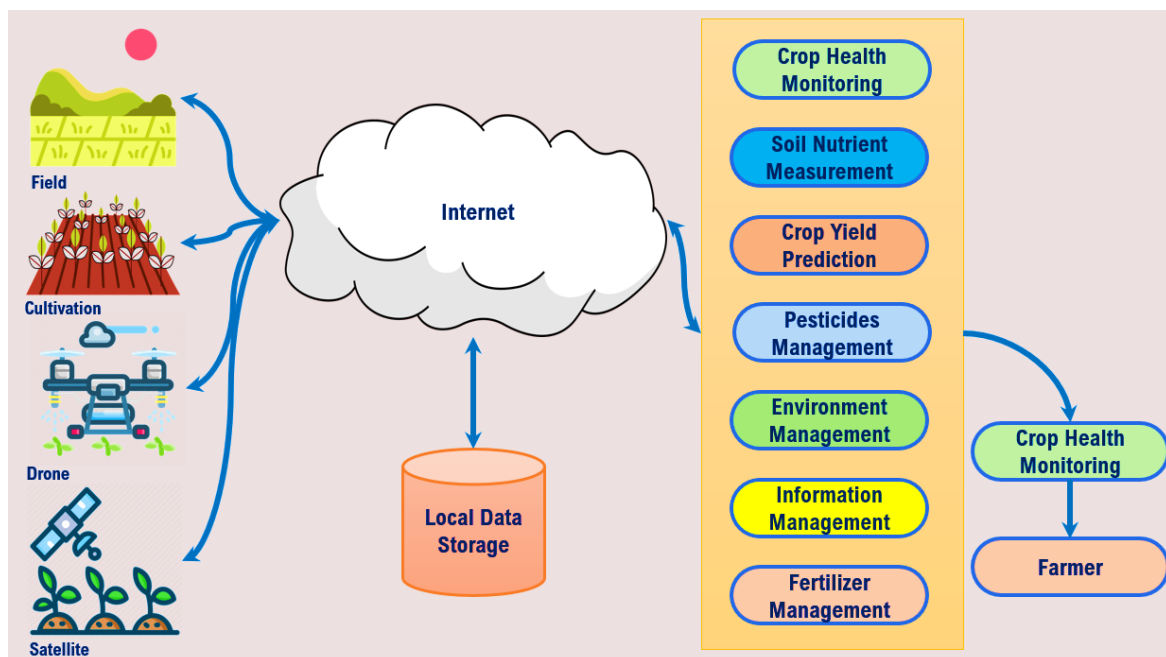 Field
Cultivation
Drone
Satellite
Internet
Local Data
Storage
Crop Health
Monitoring
Soil Nutrient
Measurement
Crop Yield
Prediction
Pesticides
Management
Environment
Management
Information
Management
Fertilizer
Management
Crop Health
Monitoring
Farmer